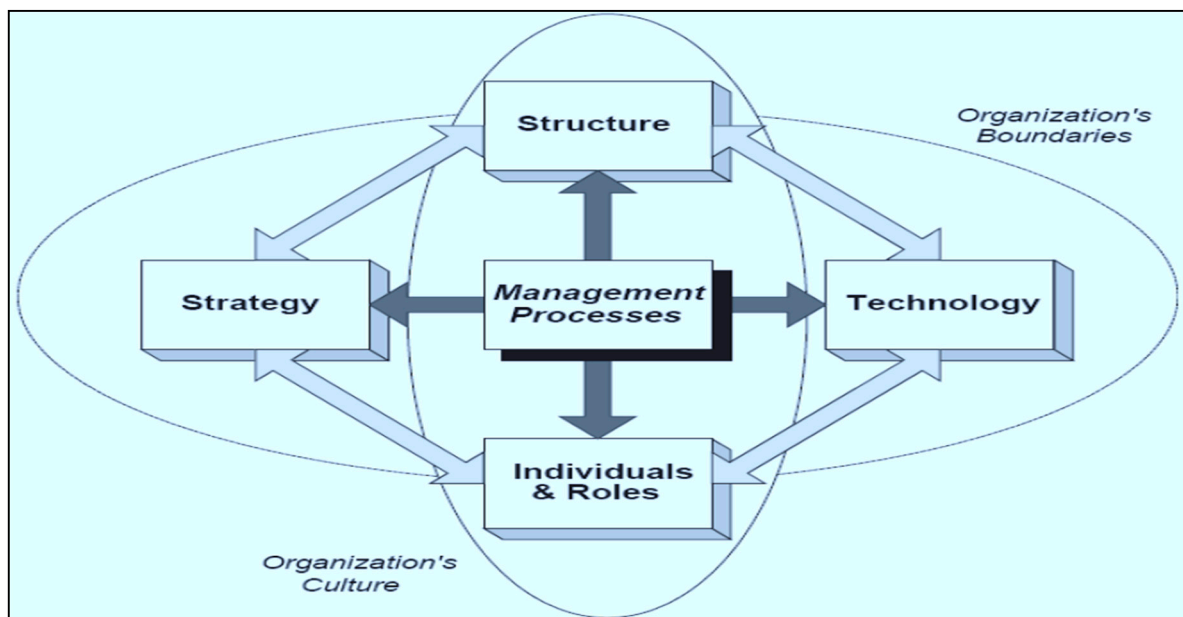 Structure
Organization's
Boundaries
Strategy
Management
Processes
Technology
Individuals
& Roles
Organization's
Culture